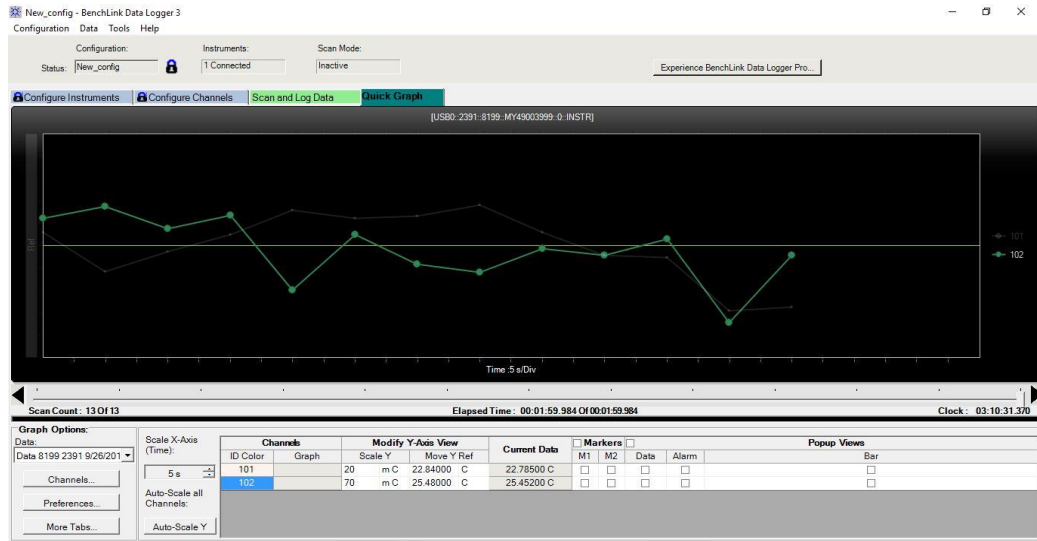 New_config - BenchLink Data Logger 3
Configuration Data Tools Help
Configuration: Instruments: Scan Mode:
Status: New_config 1 Connected Inactive Experience BenchLink Data Logger Pro...
Configure Instruments Configure Channels Scan and Log Data Quick Graph
[USB0::2391::8199::MY49003999::0::INSTR]
Ref
101
102
Time :5 s/Div
Scan Count: 13 Of 13 Elapsed Time: 00:01:59.984 Of 00:01:59.984 Clock: 03:10:31.370
Graph Options:
Data:
Data 8199 2391 9/26/201
Channels...
Preferences...
More Tabs...
Scale X-Axis
(Time):
5 s
Auto-Scale all
Channels:
Auto-Scale Y
Channels Modify Y-Axis View Current Data Markers Popup Views
ID Color Graph Scale Y Move Y Ref M1 M2 Data Alarm Bar
101 20 m C 22.84000 C 22.78500 C
102 70 m C 25.48000 C 25.45200 C